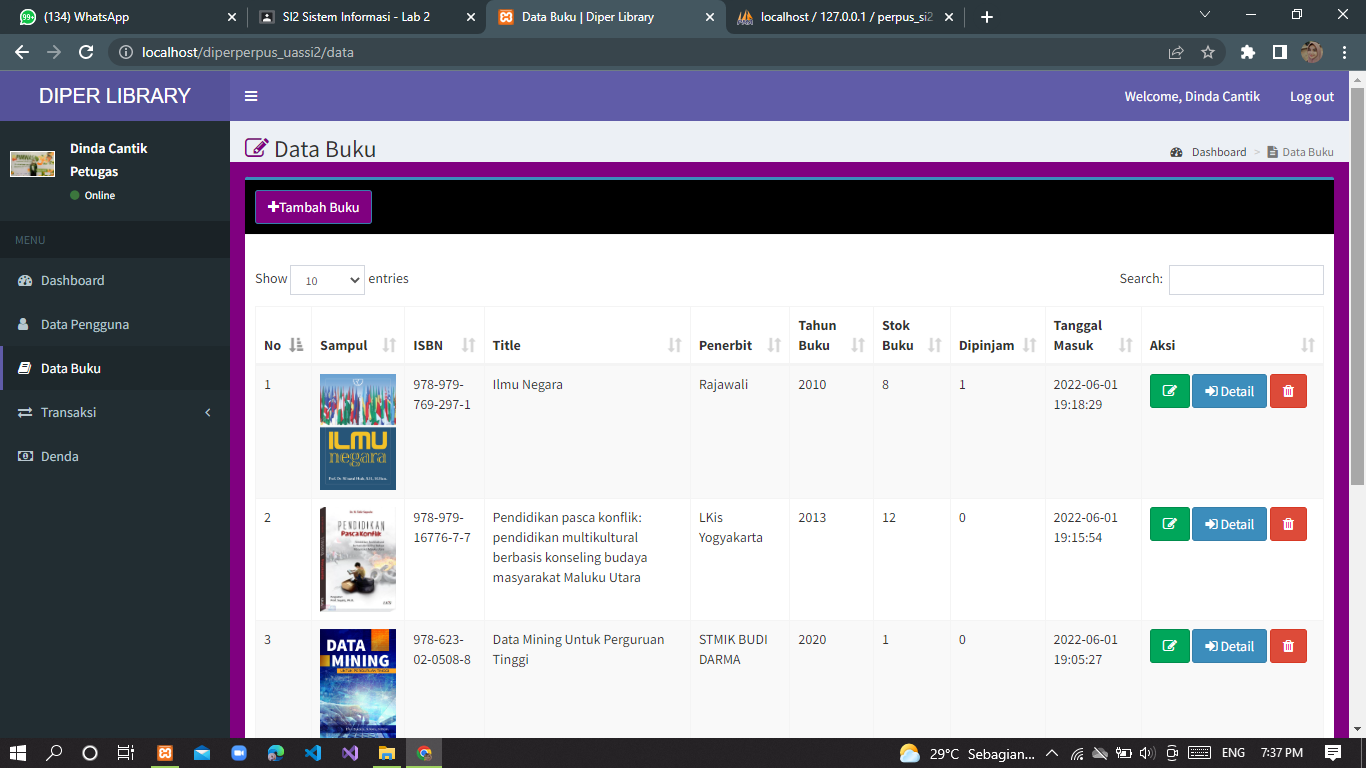 99+
(134) WhatsApp
SI2 Sistem Informasi - Lab 2
Data Buku | Diper Library
localhost / 127.0.0.1 / perpus_si2
localhost/diperperpus_uassi2/data
DIPER LIBRARY
Welcome, Dinda Cantik
Log out
Dinda Cantik
Petugas
Online
MENU
Dashboard
Data Pengguna
Data Buku
Transaksi
Denda
Data Buku
Dashboard > Data Buku
Tambah Buku
Show 10 entries
Search:
No Sampul ISBN Title Penerbit Tahun Buku Stok Buku Dipinjam Tanggal Masuk Aksi
1
ILMU
negara
978-979-
769-297-1
Ilmu Negara
Rajawali
2010
8
1
2022-06-01
19:18:29
Detail
2
PENDIDIKAN
Pasca Konflik
978-979-
16776-7-7
Pendidikan pasca konflik:
pendidikan multikultural
berbasis konseling budaya
masyarakat Maluku Utara
LKis
Yogyakarta
2013
12
0
2022-06-01
19:15:54
Detail
3
DATA
MINING
978-623-
02-0508-8
Data Mining Untuk Perguruan
Tinggi
STMIK BUDI
DARMA
2020
1
0
2022-06-01
19:05:27
Detail
29°C Sebagian...
ENG
7:37 PM